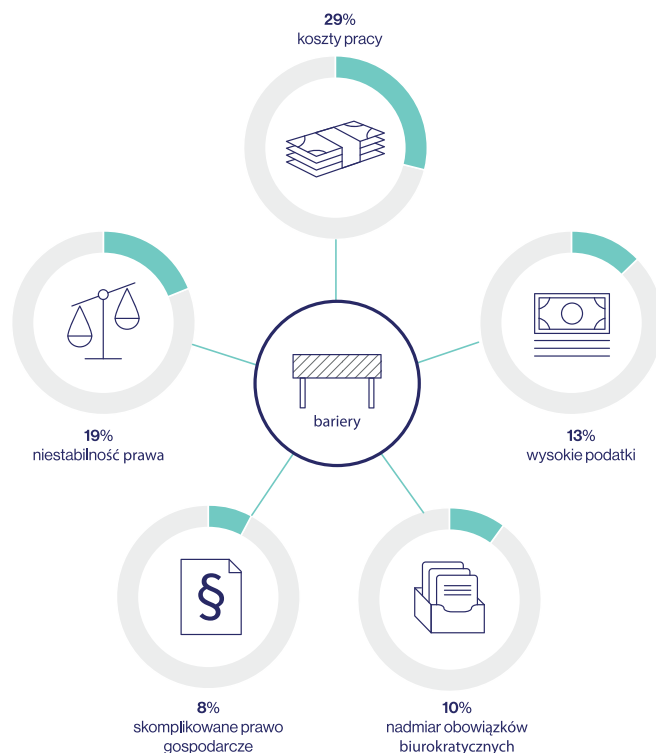 29%
koszty pracy
bariery
19%
niestabilność prawa
13%
wysokie podatki
§
8%
skomplikowane prawo
gospodarcze
10%
nadmiar obowiązków
biurokratycznych